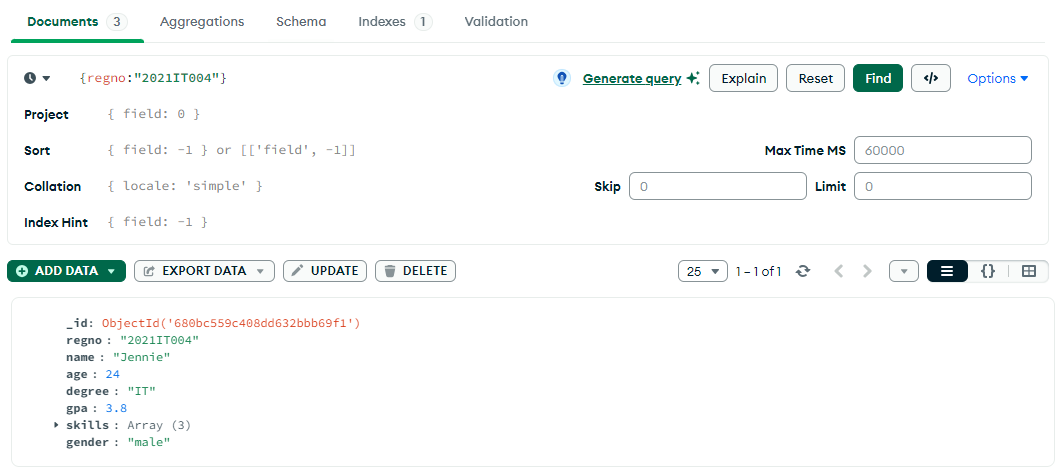 Documents 3 Aggregations Schema Indexes 1 Validation
{regno:"2021IT004"} Generate query Explain Reset Find </> Options
Project { field: 0 }
Sort { field: -1 } or [['field', -1]] Max Time MS 60000
Collation { locale: 'simple' } Skip 0 Limit 0
Index Hint { field: -1 }
ADD DATA EXPORT DATA UPDATE DELETE 25 1 – 1 of 1 {}
_id: ObjectId('680bc559c408dd632bbb69f1')
regno : "2021IT004"
name : "Jennie"
age : 24
degree : "IT"
gpa : 3.8
skills : Array (3)
gender : "male"